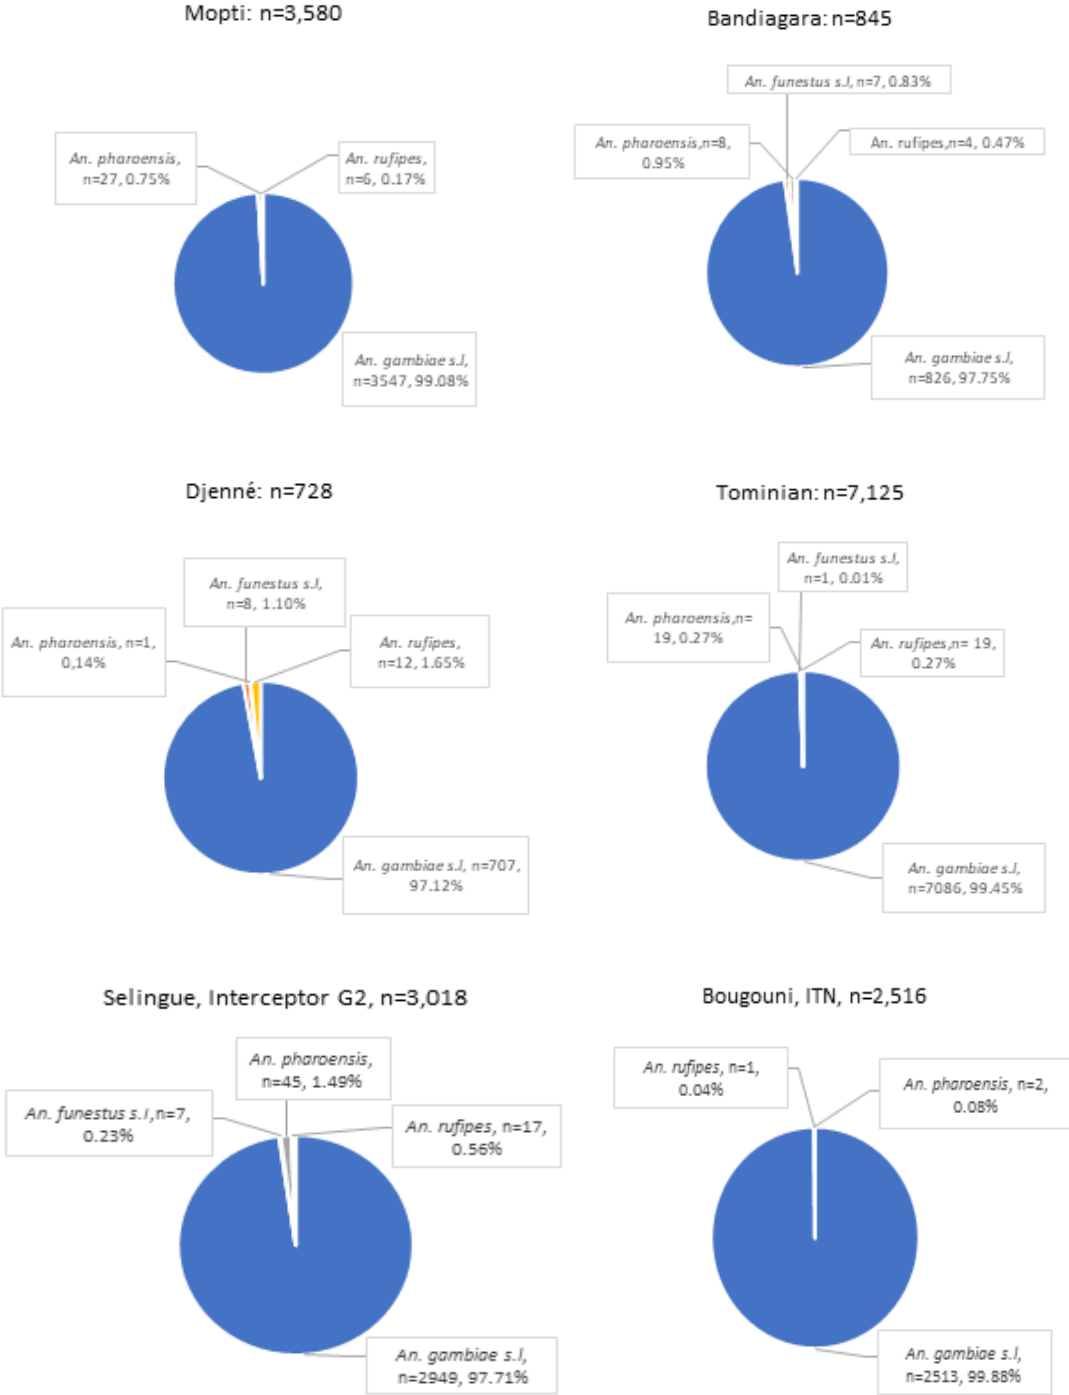 Mopti: n=3,580
An. pharoensis,
n=27, 0.75%
An. rufipes,
n=6, 0.17%
An. gambiae s.l,
n=3547, 99.08%
Bandiagara: n=845
An. funestus s.l, n=7, 0.83%
An. pharoensis,n=8,
0.95%
An. rufipes,n=4, 0.47%
An. gambiae s.l,
n=826, 97.75%
Djenné: n=728
An. funestus s.l,
n=8, 1.10%
An. pharoensis, n=1,
0,14%
An. rufipes,
n=12, 1.65%
An. gambiae s.l, n=707,
97.12%
Tominian: n=7,125
An. funestus s.l,
n=1, 0.01%
An. pharoensis,n=
19, 0.27%
An. rufipes,n= 19,
0.27%
An. gambiae s.l,
n=7086, 99.45%
Selingue, Interceptor G2, n=3,018
An. pharoensis,
n=45, 1.49%
An. funestus s.l,n=7,
0.23%
An. rufipes, n=17,
0.56%
An. gambiae s.l,
n=2949, 97.71%
Bougouni, ITN, n=2,516
An. rufipes, n=1,
0.04%
An. pharoensis, n=2,
0.08%
An. gambiae s.l,
n=2513, 99.88%